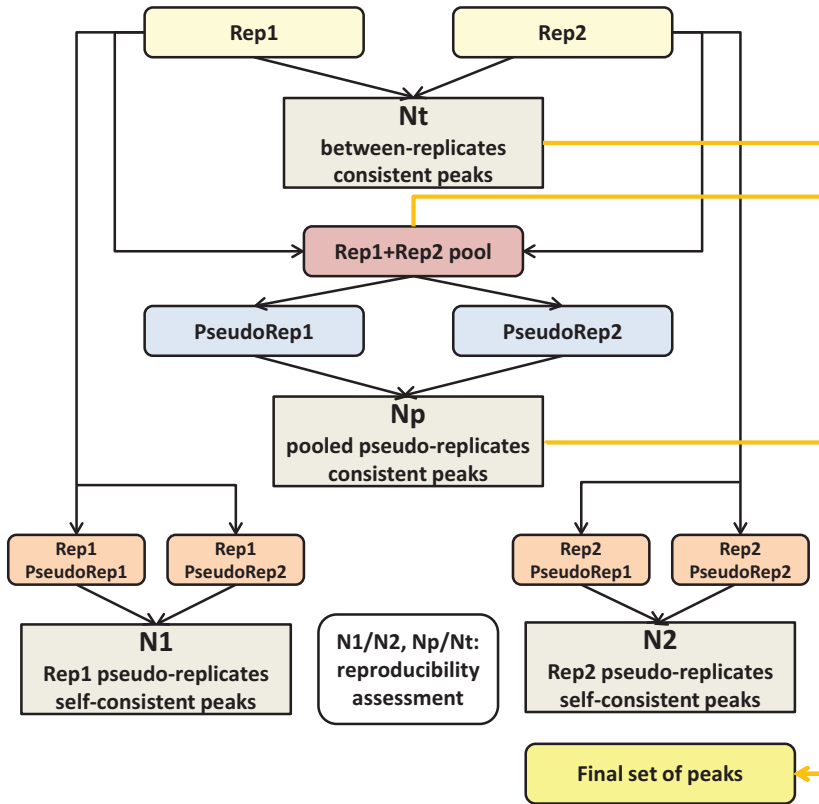 Rep1
Rep2
Nt
between-replicates
consistent peaks
Rep1+Rep2 pool
PseudoRep1
PseudoRep2
Np
pooled pseudo-replicates
consistent peaks
Rep1
PseudoRep1
Rep1
PseudoRep2
Rep2
PseudoRep1
Rep2
PseudoRep2
N1
Rep1 pseudo-replicates
self-consistent peaks
N1/N2, Np/Nt:
reproducibility
assessment
N2
Rep2 pseudo-replicates
self-consistent peaks
Final set of peaks